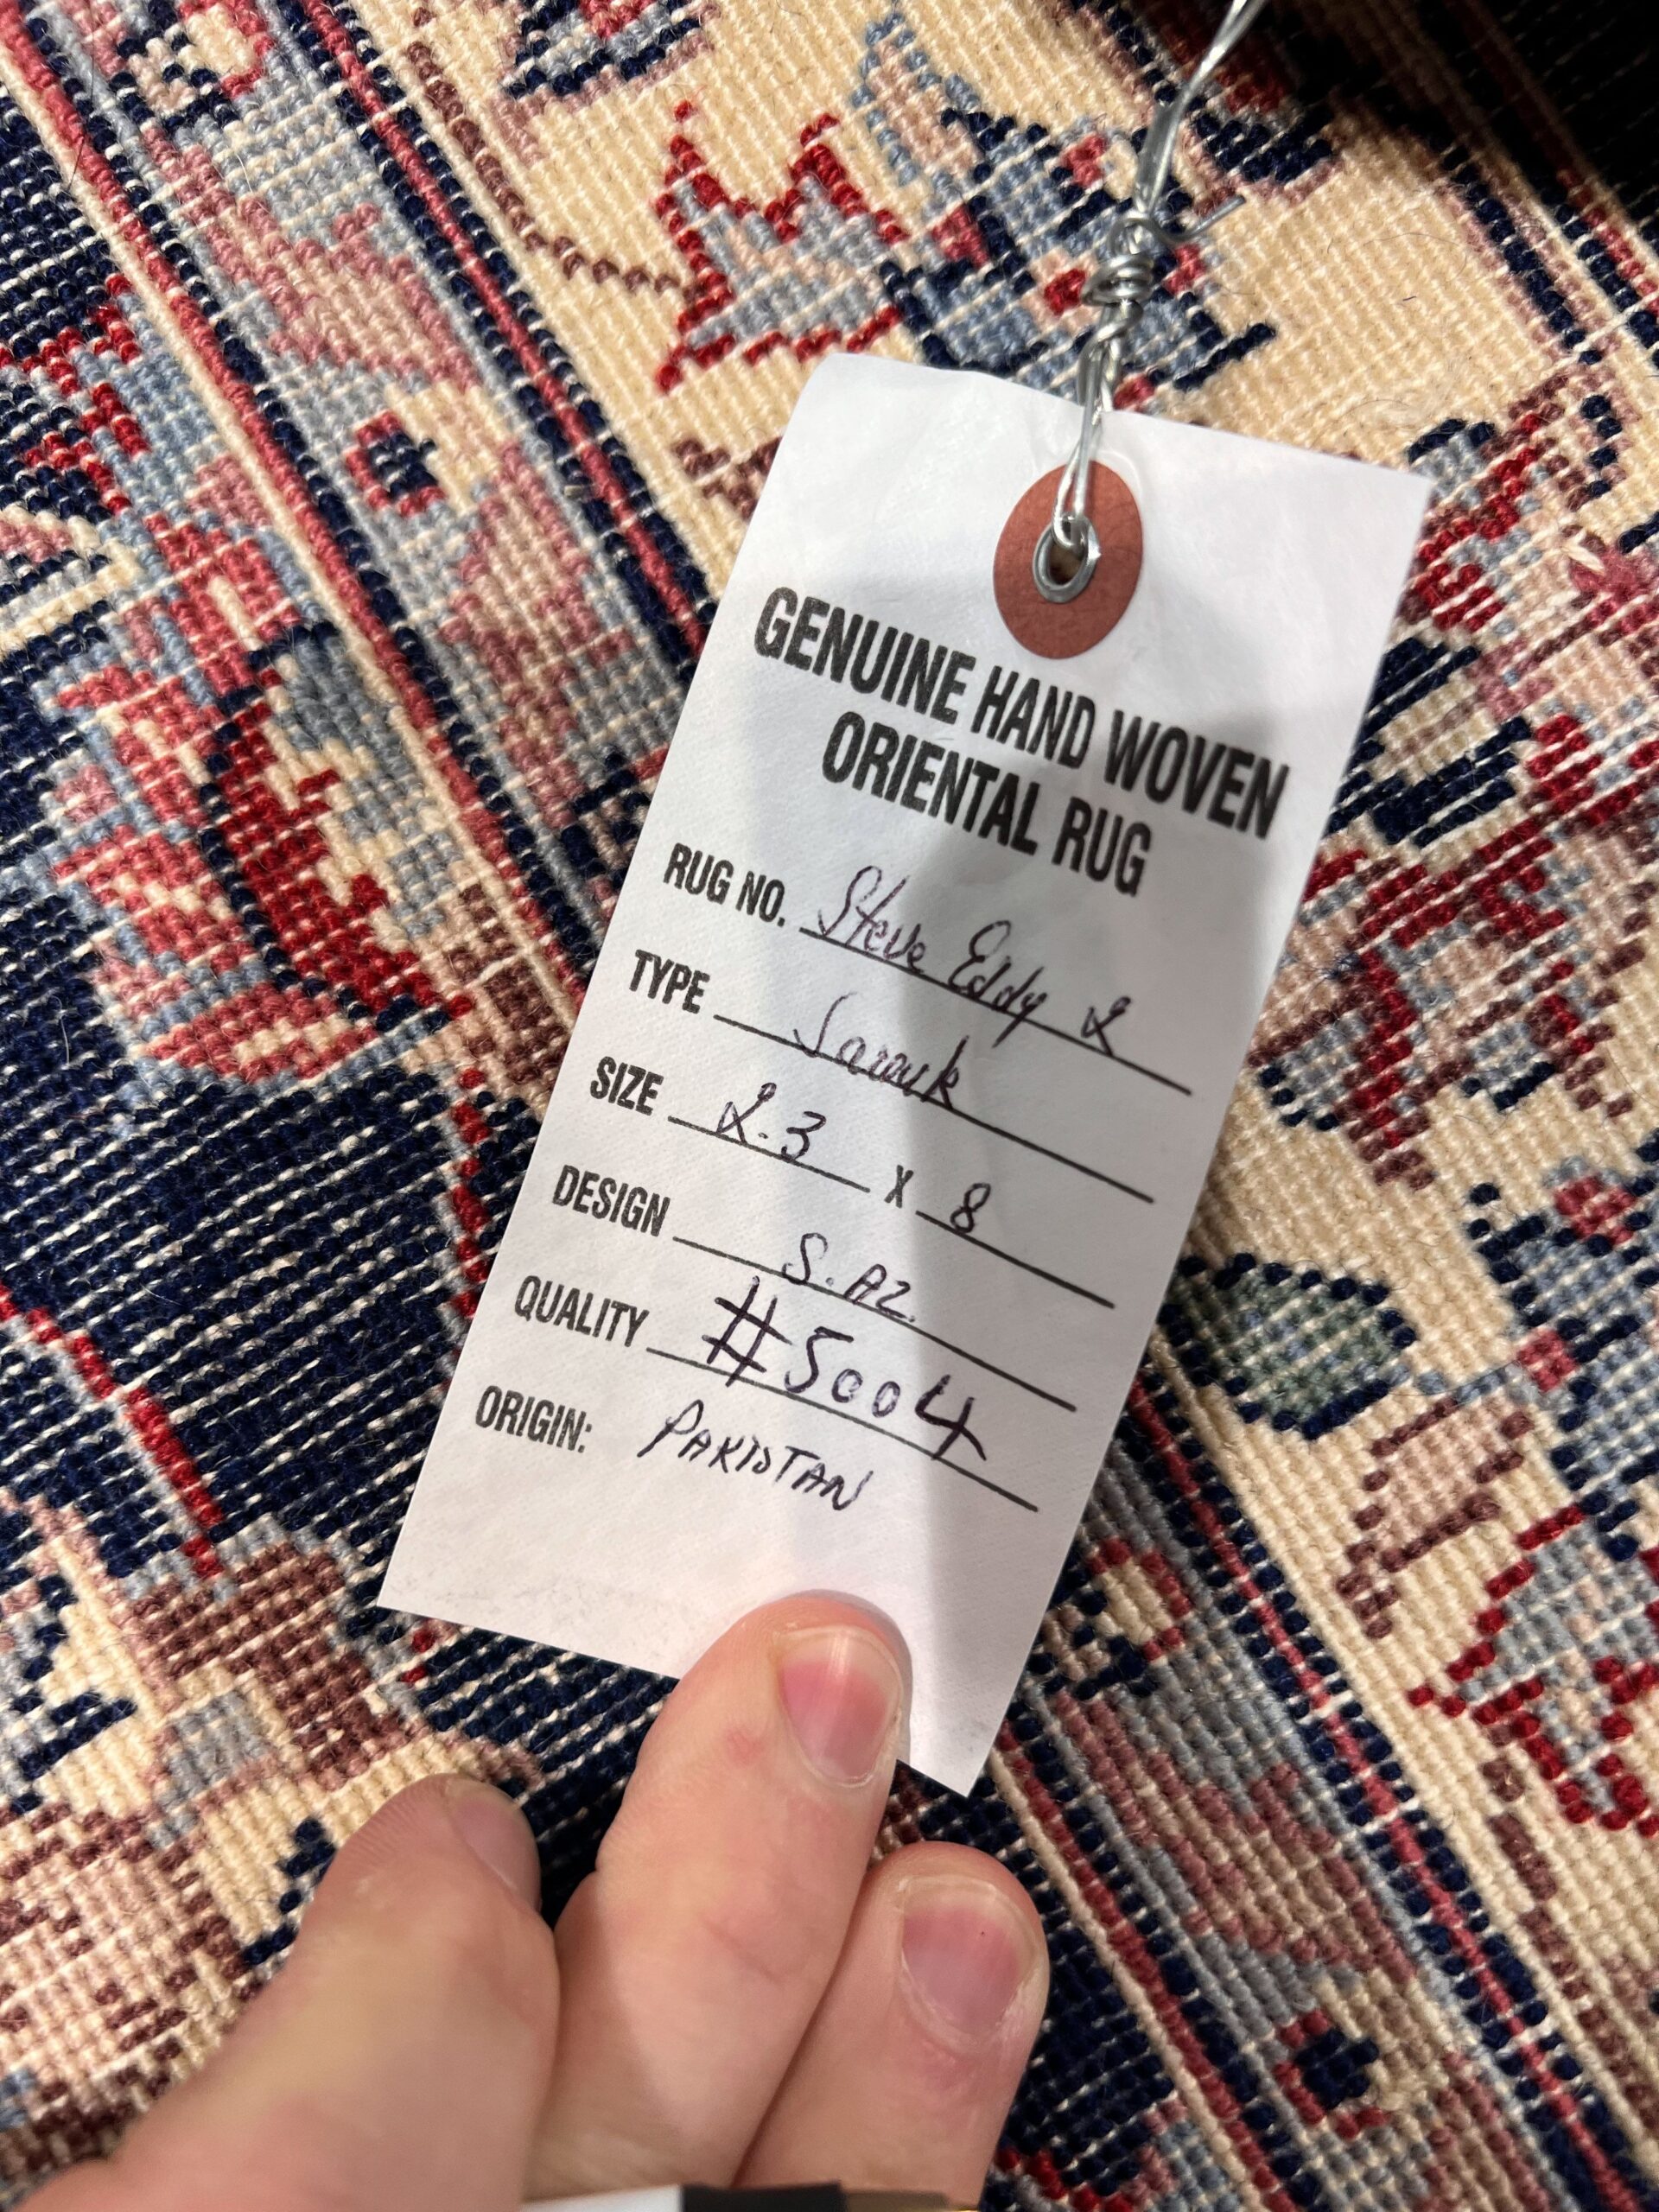 GENUINE HAND WOVEN
ORIENTAL RUG
RUG NO. Steve Eddy 2
TYPE Sarouk
SIZE 2.3 X 8
DESIGN S. AZ.
QUALITY #5004
ORIGIN: PAKISTAN